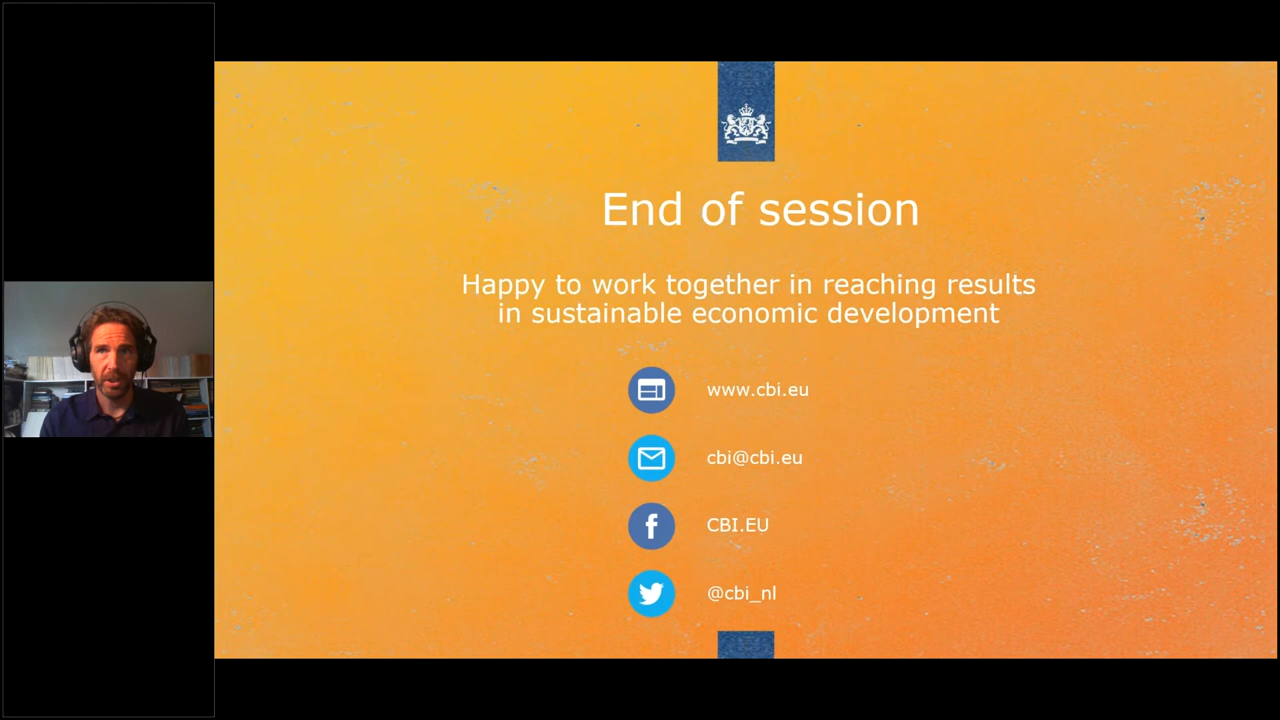 End of session
Happy to work together in reaching results
in sustainable economic development
www.cbi.eu
cbi@cbi.eu
CBI.EU
@cbi_nl